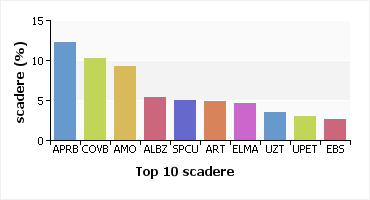 scadere (%)
15
10
5
0
APRB COVB AMO ALBZ SPCU ART ELMA UZT UPET EBS
Top 10 scadere